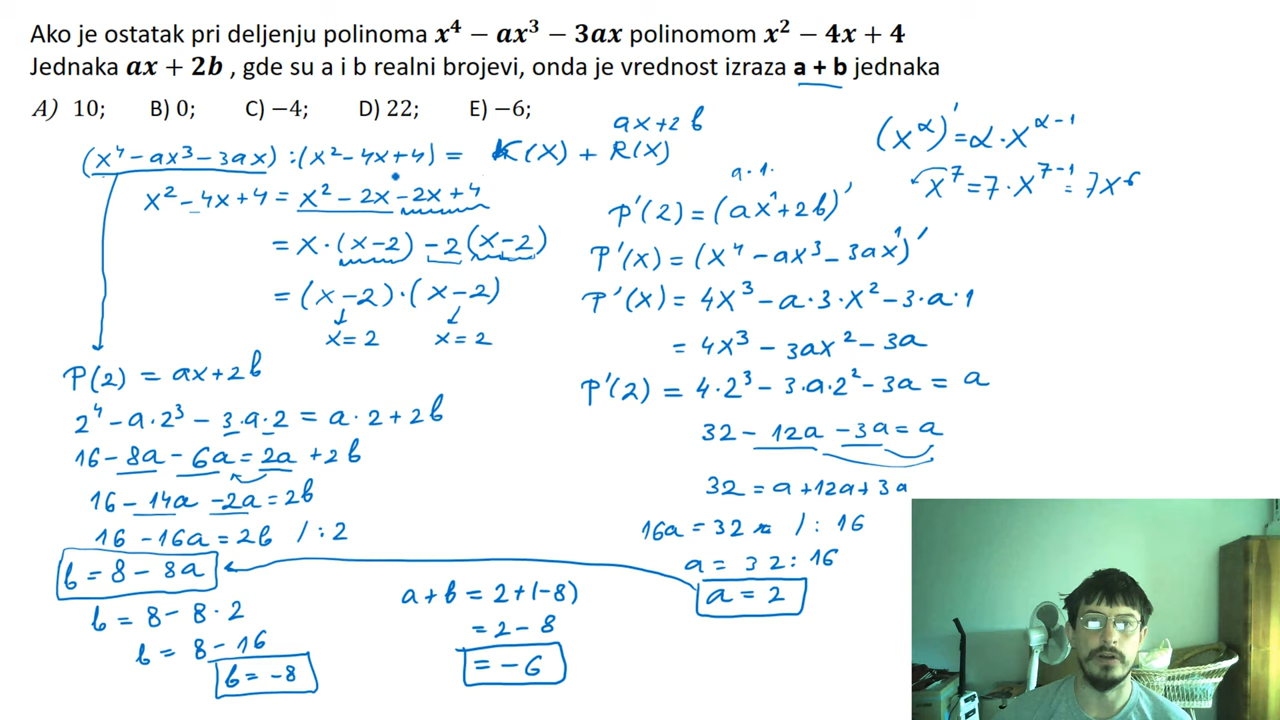 Ako je ostatak pri deljenju polinoma x⁴ − ax³ − 3ax polinomom x² − 4x + 4
Jednaka ax + 2b , gde su a i b realni brojevi, onda je vrednost izraza a + b jednaka
A) 10; B) 0; C) −4; D) 22; E) −6;
ax+2b
(x⁴ − ax³ − 3ax) : (x² − 4x + 4) = K(x) + R(x)
x² − 4x + 4 = x² − 2x − 2x + 4
= x · (x−2) − 2 (x−2)
= (x−2) · (x−2)
x = 2 x = 2
P(2) = ax + 2b
2⁴ − a·2³ − 3·a·2 = a·2 + 2b
16 − 8a − 6a = 2a + 2b
16 − 14a − 2a = 2b
16 − 16a = 2b /:2
b = 8 − 8a
b = 8 − 8·2
b = 8 − 16
b = −8
(x^α)' = α · x^(α−1)
x⁷ = 7 · x^(7−1) = 7x⁶
a·1·
P'(2) = (ax¹ + 2b)'
P'(x) = (x⁴ − ax³ − 3ax¹)'
P'(x) = 4x³ − a·3·x² − 3·a·1
= 4x³ − 3ax² − 3a
P'(2) = 4·2³ − 3·a·2² − 3a = a
32 − 12a − 3a = a
32 = a + 12a + 3a
16a = 32 /:16
a = 32 : 16
a = 2
a + b = 2 + (−8)
= 2 − 8
= −6